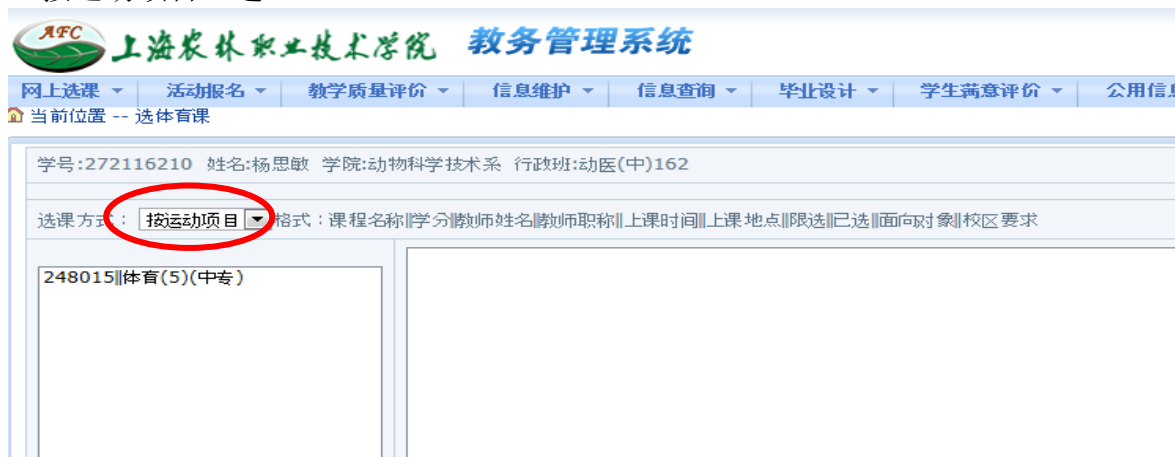 AFC 上海农林职业技术学院 教务管理系统
网上选课 活动报名 教学质量评价 信息维护 信息查询 毕业设计 学生满意评价 公用信息
当前位置 -- 选体育课
学号:272116210 姓名:杨思敏 学院:动物科学技术系 行政班:动医(中)162
选课方式： 按运动项目 格式：课程名称||学分||教师姓名||教师职称||上课时间||上课地点||限选||已选||面向对象||校区要求
248015||体育(5)(中专)